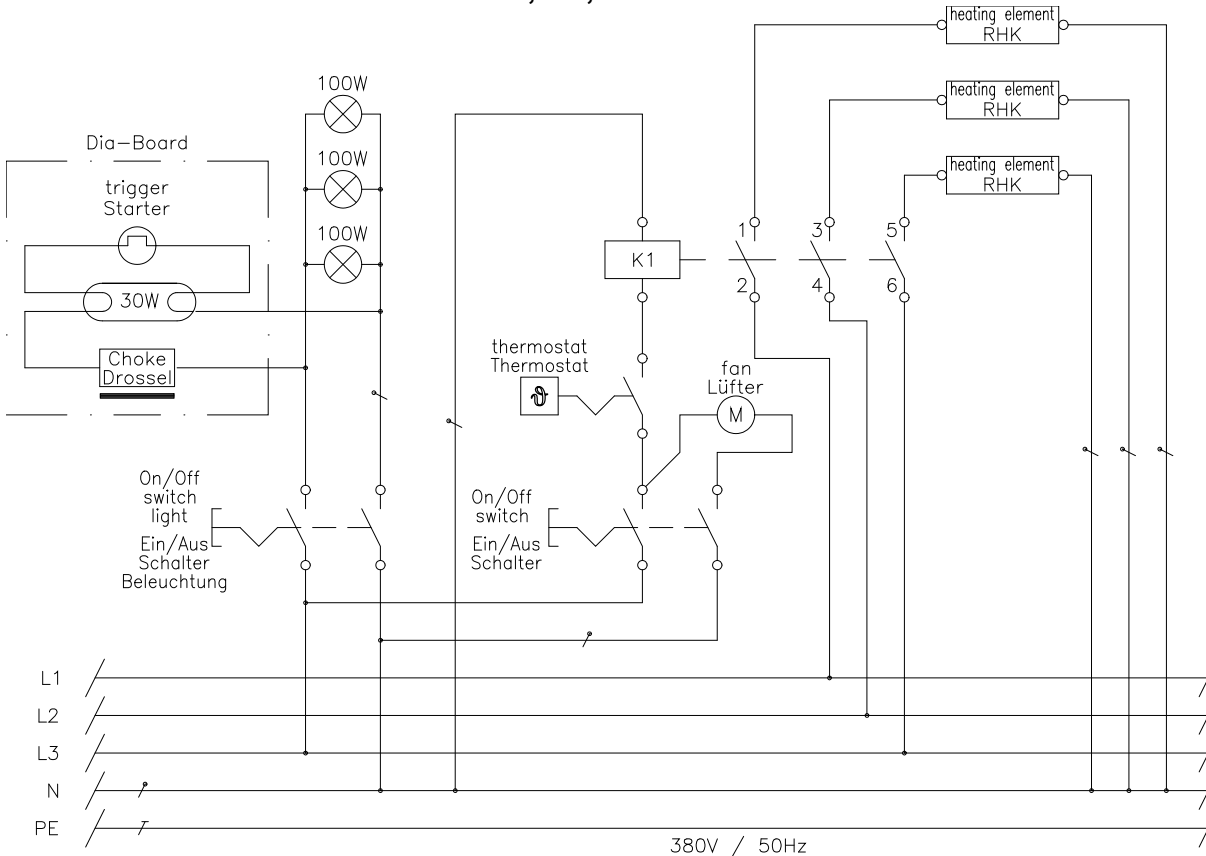 heating element
RHK
100W
heating element
RHK
Dia-Board
100W
heating element
RHK
trigger
Starter
100W
1
3
5
K1
2
4
6
30W
thermostat
Thermostat
Choke
Drossel
fan
Lüfter
ϑ
M
On/Off
switch
light
Ein/Aus
Schalter
Beleuchtung
On/Off
switch
Ein/Aus
Schalter
L1
L2
L3
N
PE
380V / 50Hz